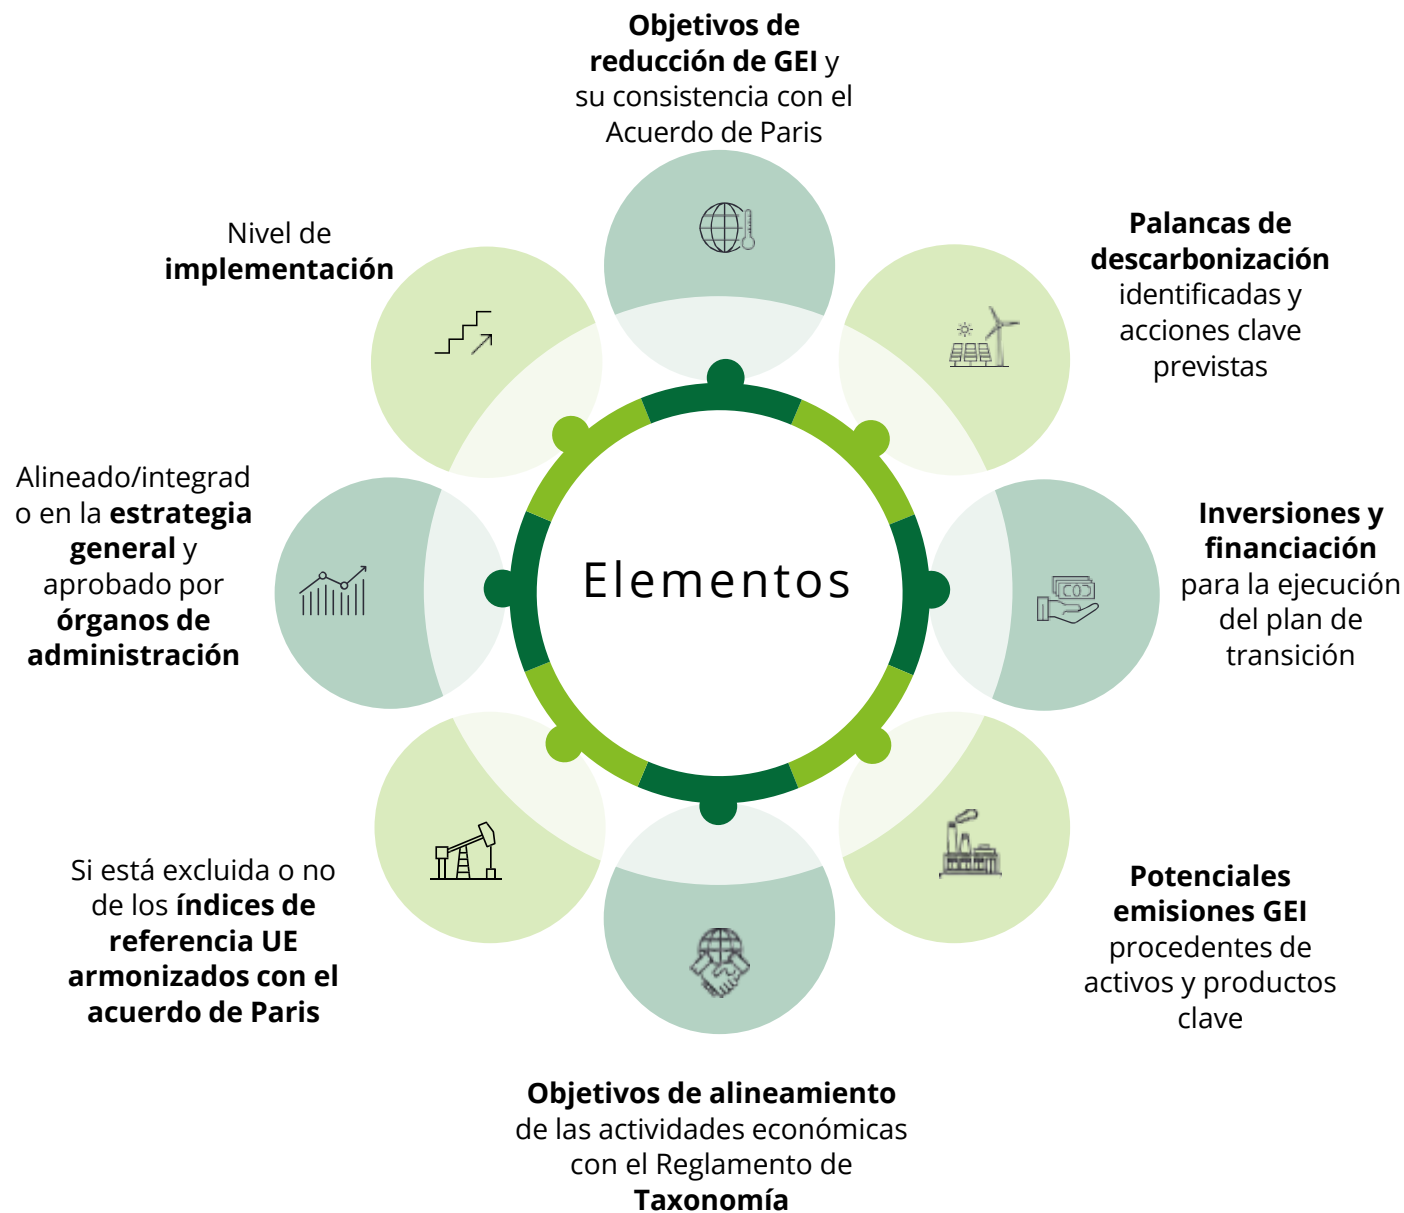 Objetivos de
reducción de GEI y
su consistencia con el
Acuerdo de Paris
Palancas de
descarbonización
identificadas y
acciones clave
previstas
Inversiones y
financiación
para la ejecución
del plan de
transición
Potenciales
emisiones GEI
procedentes de
activos y productos
clave
Objetivos de alineamiento
de las actividades económicas
con el Reglamento de
Taxonomía
Si está excluida o no
de los índices de
referencia UE
armonizados con el
acuerdo de Paris
Alineado/integrad
o en la estrategia
general y
aprobado por
órganos de
administración
Nivel de
implementación
Elementos